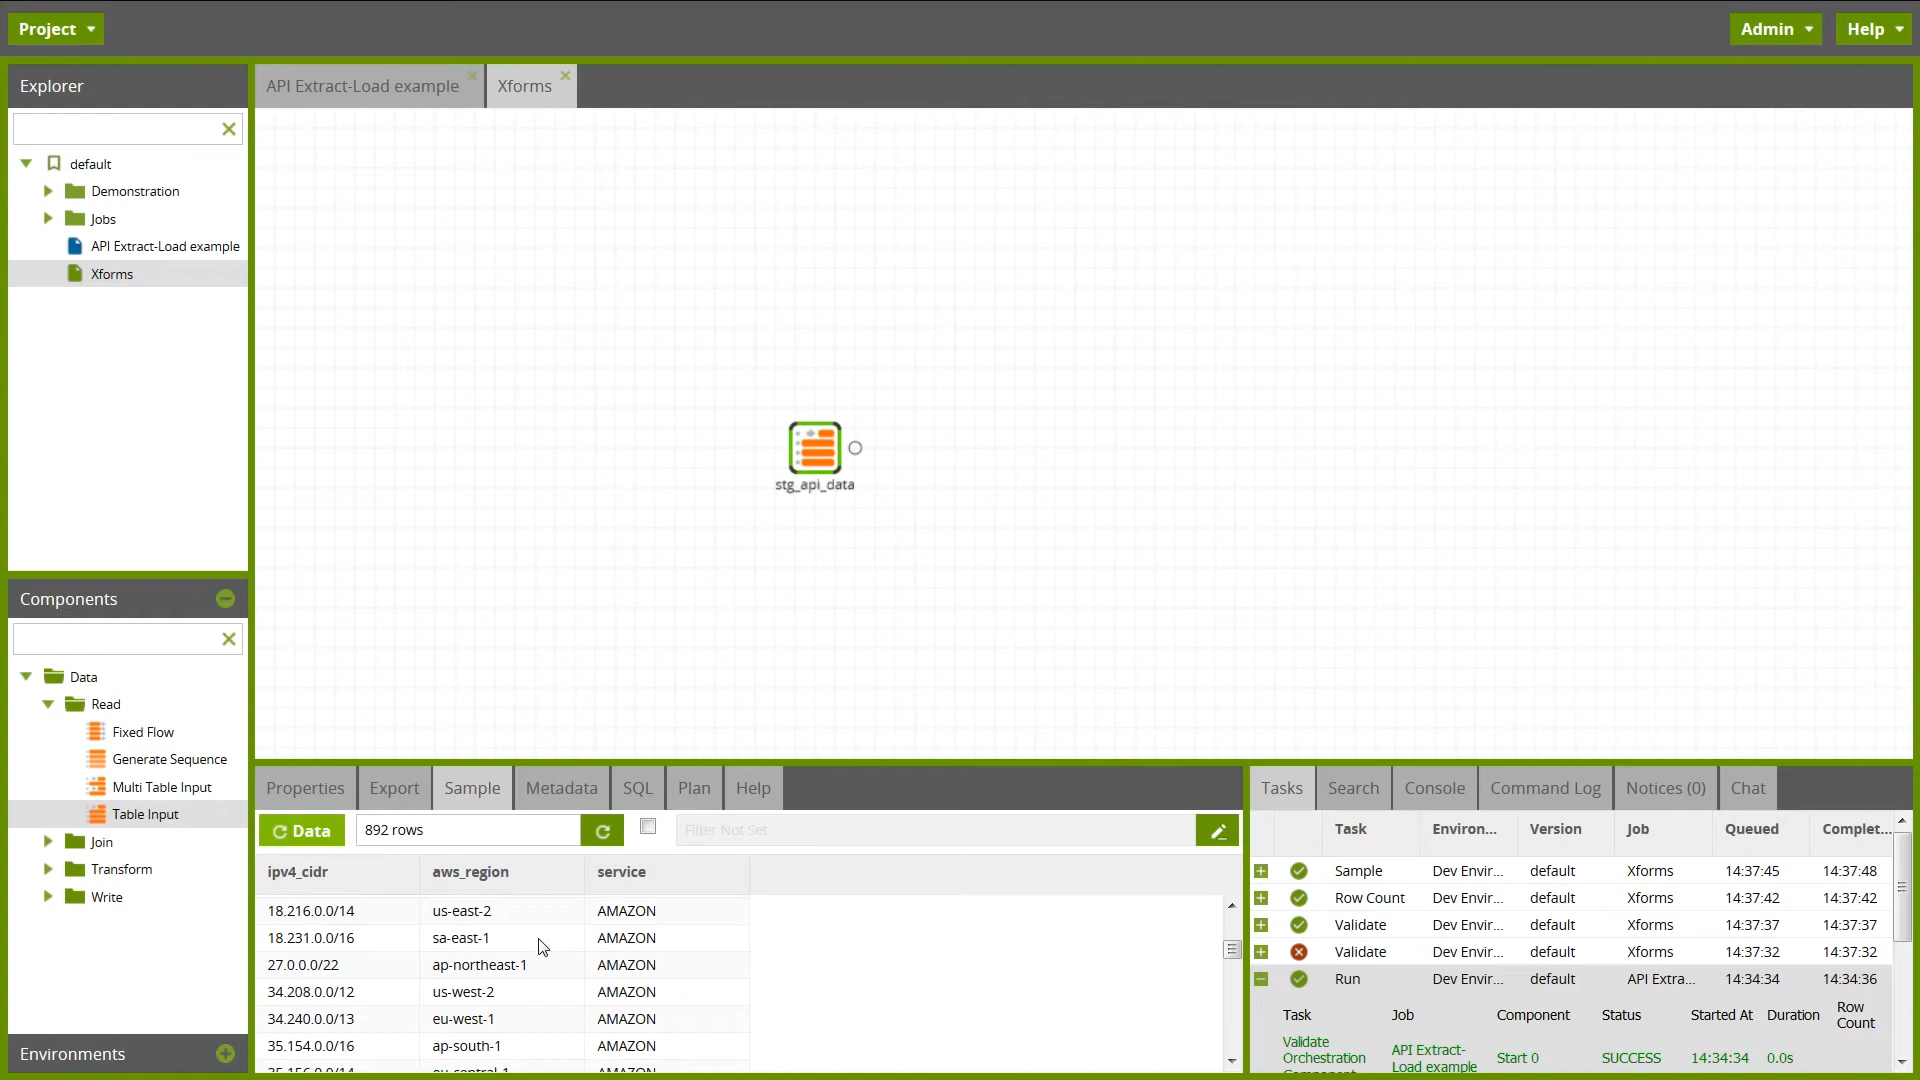 Project
Admin
Help
Explorer
API Extract-Load example
Xforms
default
Demonstration
Jobs
API Extract-Load example
Xforms
stg_api_data
Components
Data
Read
Fixed Flow
Generate Sequence
Multi Table Input
Table Input
Join
Transform
Write
Environments
Properties Export Sample Metadata SQL Plan Help
Data 892 rows Filter Not Set
ipv4_cidr aws_region service
18.216.0.0/14 us-east-2 AMAZON
18.231.0.0/16 sa-east-1 AMAZON
27.0.0.0/22 ap-northeast-1 AMAZON
34.208.0.0/12 us-west-2 AMAZON
34.240.0.0/13 eu-west-1 AMAZON
35.154.0.0/16 ap-south-1 AMAZON
35.156.0.0/14 eu-central-1 AMAZON
Tasks Search Console Command Log Notices (0) Chat
Task Environ... Version Job Queued Complet...
Sample Dev Envir... default Xforms 14:37:45 14:37:48
Row Count Dev Envir... default Xforms 14:37:42 14:37:42
Validate Dev Envir... default Xforms 14:37:37 14:37:37
Validate Dev Envir... default Xforms 14:37:32 14:37:32
Run Dev Envir... default API Extra... 14:34:34 14:34:36
Task Job Component Status Started At Duration Row Count
Validate Orchestration
API Extract-Load example Start 0 SUCCESS 14:34:34 0.0s